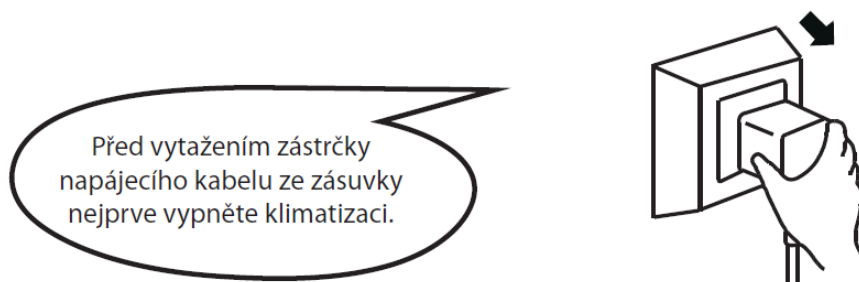 Před vytažením zástrčky
napájecího kabelu ze zásuvky
nejprve vypněte klimatizaci.